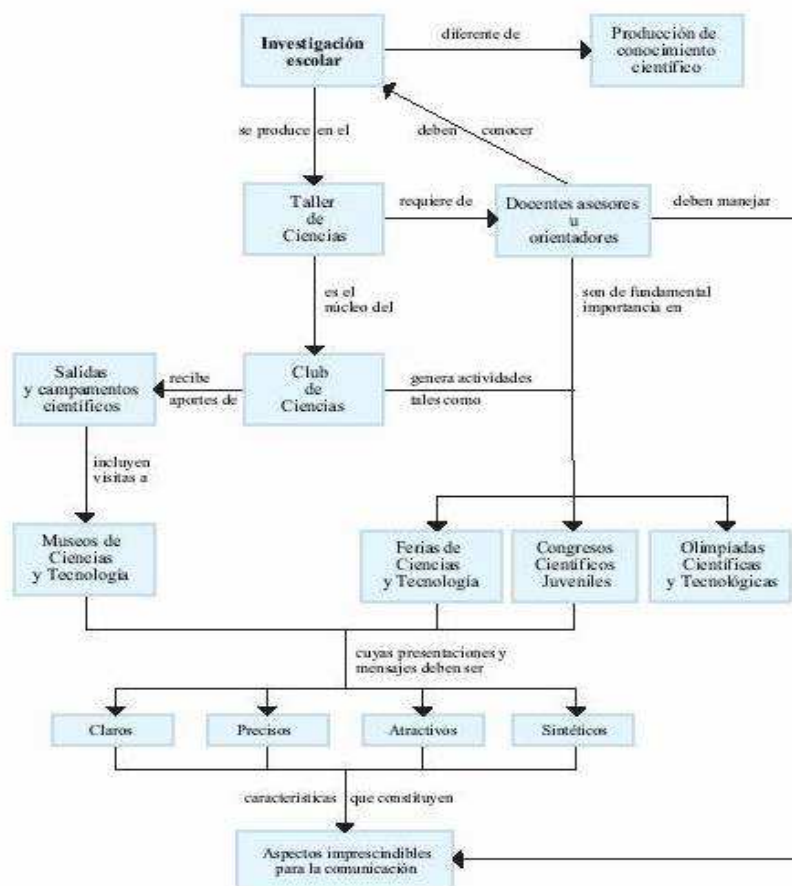 Investigación
escolar
diferente de
Producción de
conocimiento
científico
se produce en el
deben conocer
Taller
de
Ciencias
requiere de
Docentes asesores
u
orientadores
deben manejar
es el
núcleo del
son de fundamental
importancia en
Salidas
y campamentos
científicos
recibe
aportes de
Club
de
Ciencias
genera actividades
tales como
incluyen
visitas a
Museos de
Ciencias
y Tecnología
Ferias de
Ciencias
y Tecnología
Congresos
Científicos
Juveniles
Olimpíadas
Científicas
y Tecnológicas
cuyas presentaciones y
mensajes deben ser
Claros
Precisos
Atractivos
Sintéticos
características que constituyen
Aspectos imprescindibles
para la comunicación